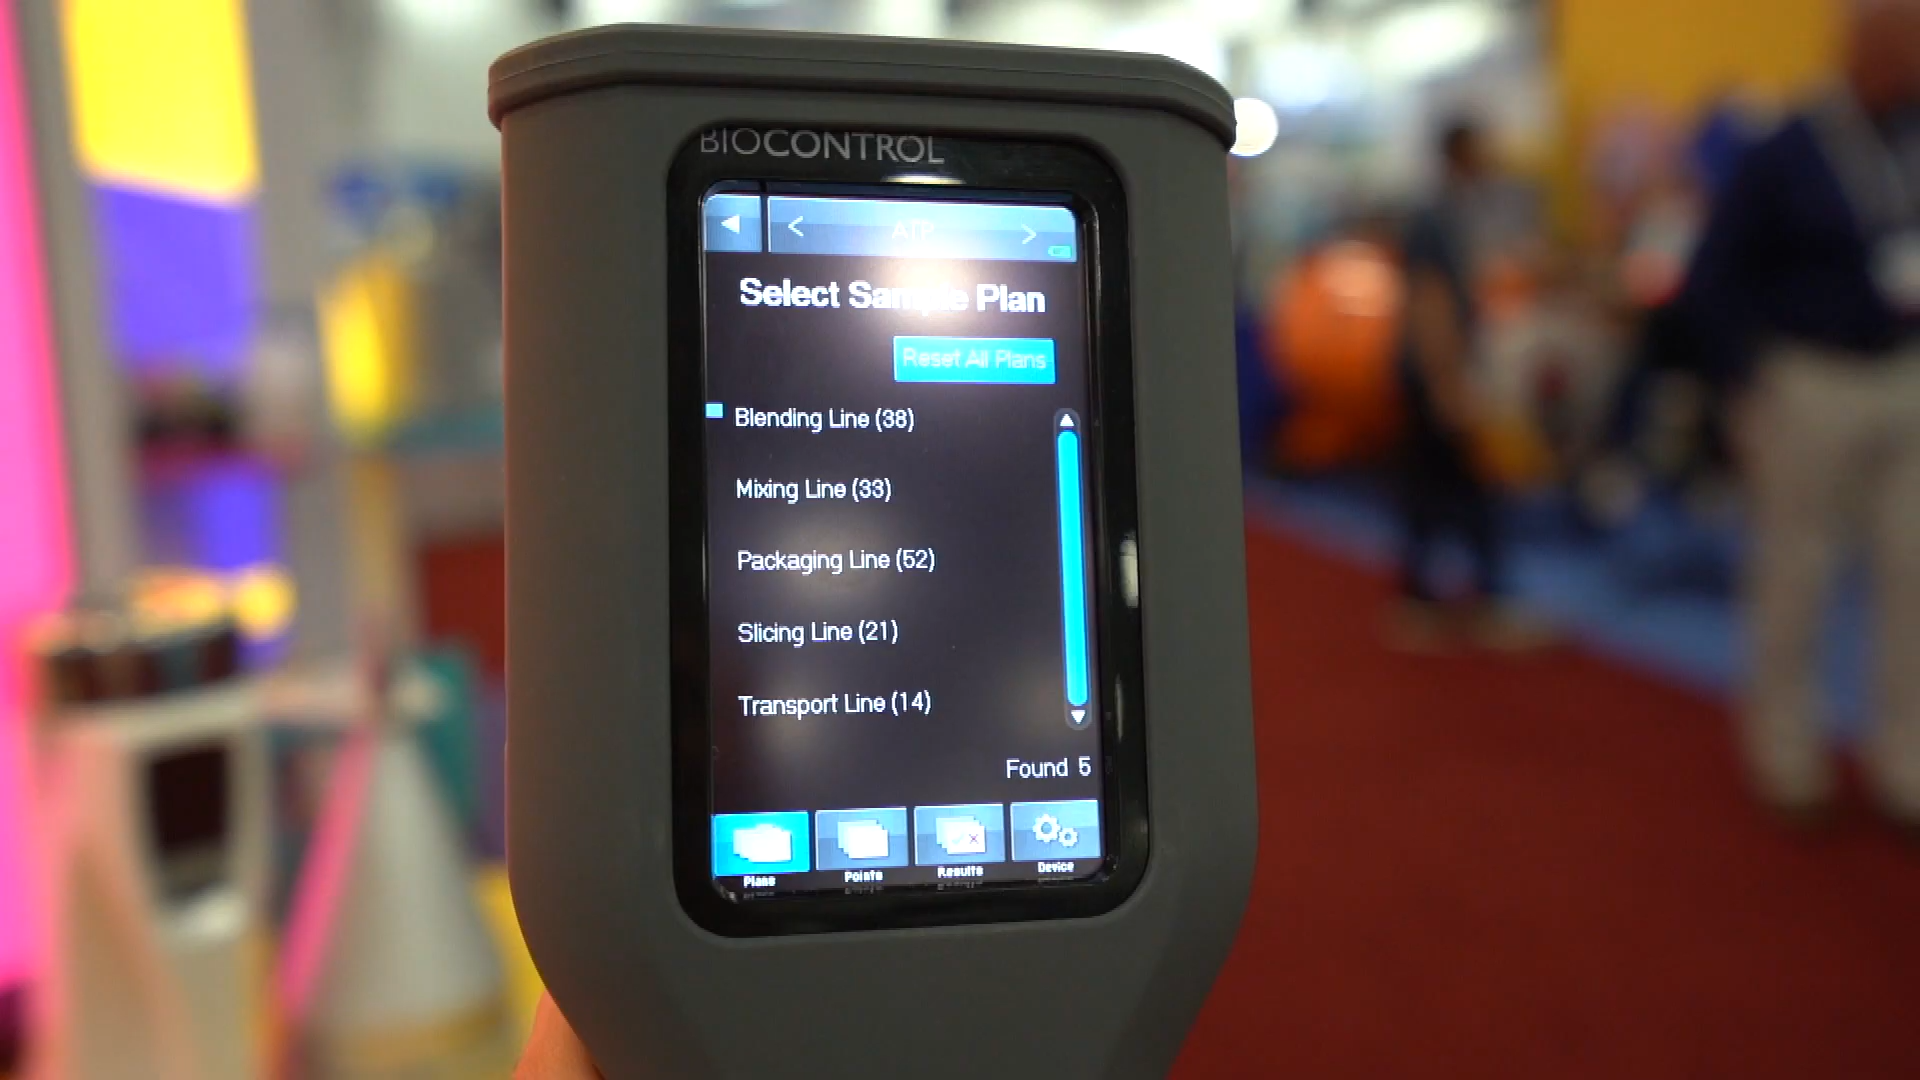 BIOCONTROL
< ATP >
Select Sample Plan
Reset All Plans
Blending Line (38)
Mixing Line (33)
Packaging Line (52)
Slicing Line (21)
Transport Line (14)
Found 5
Plans
Points
Results
Device